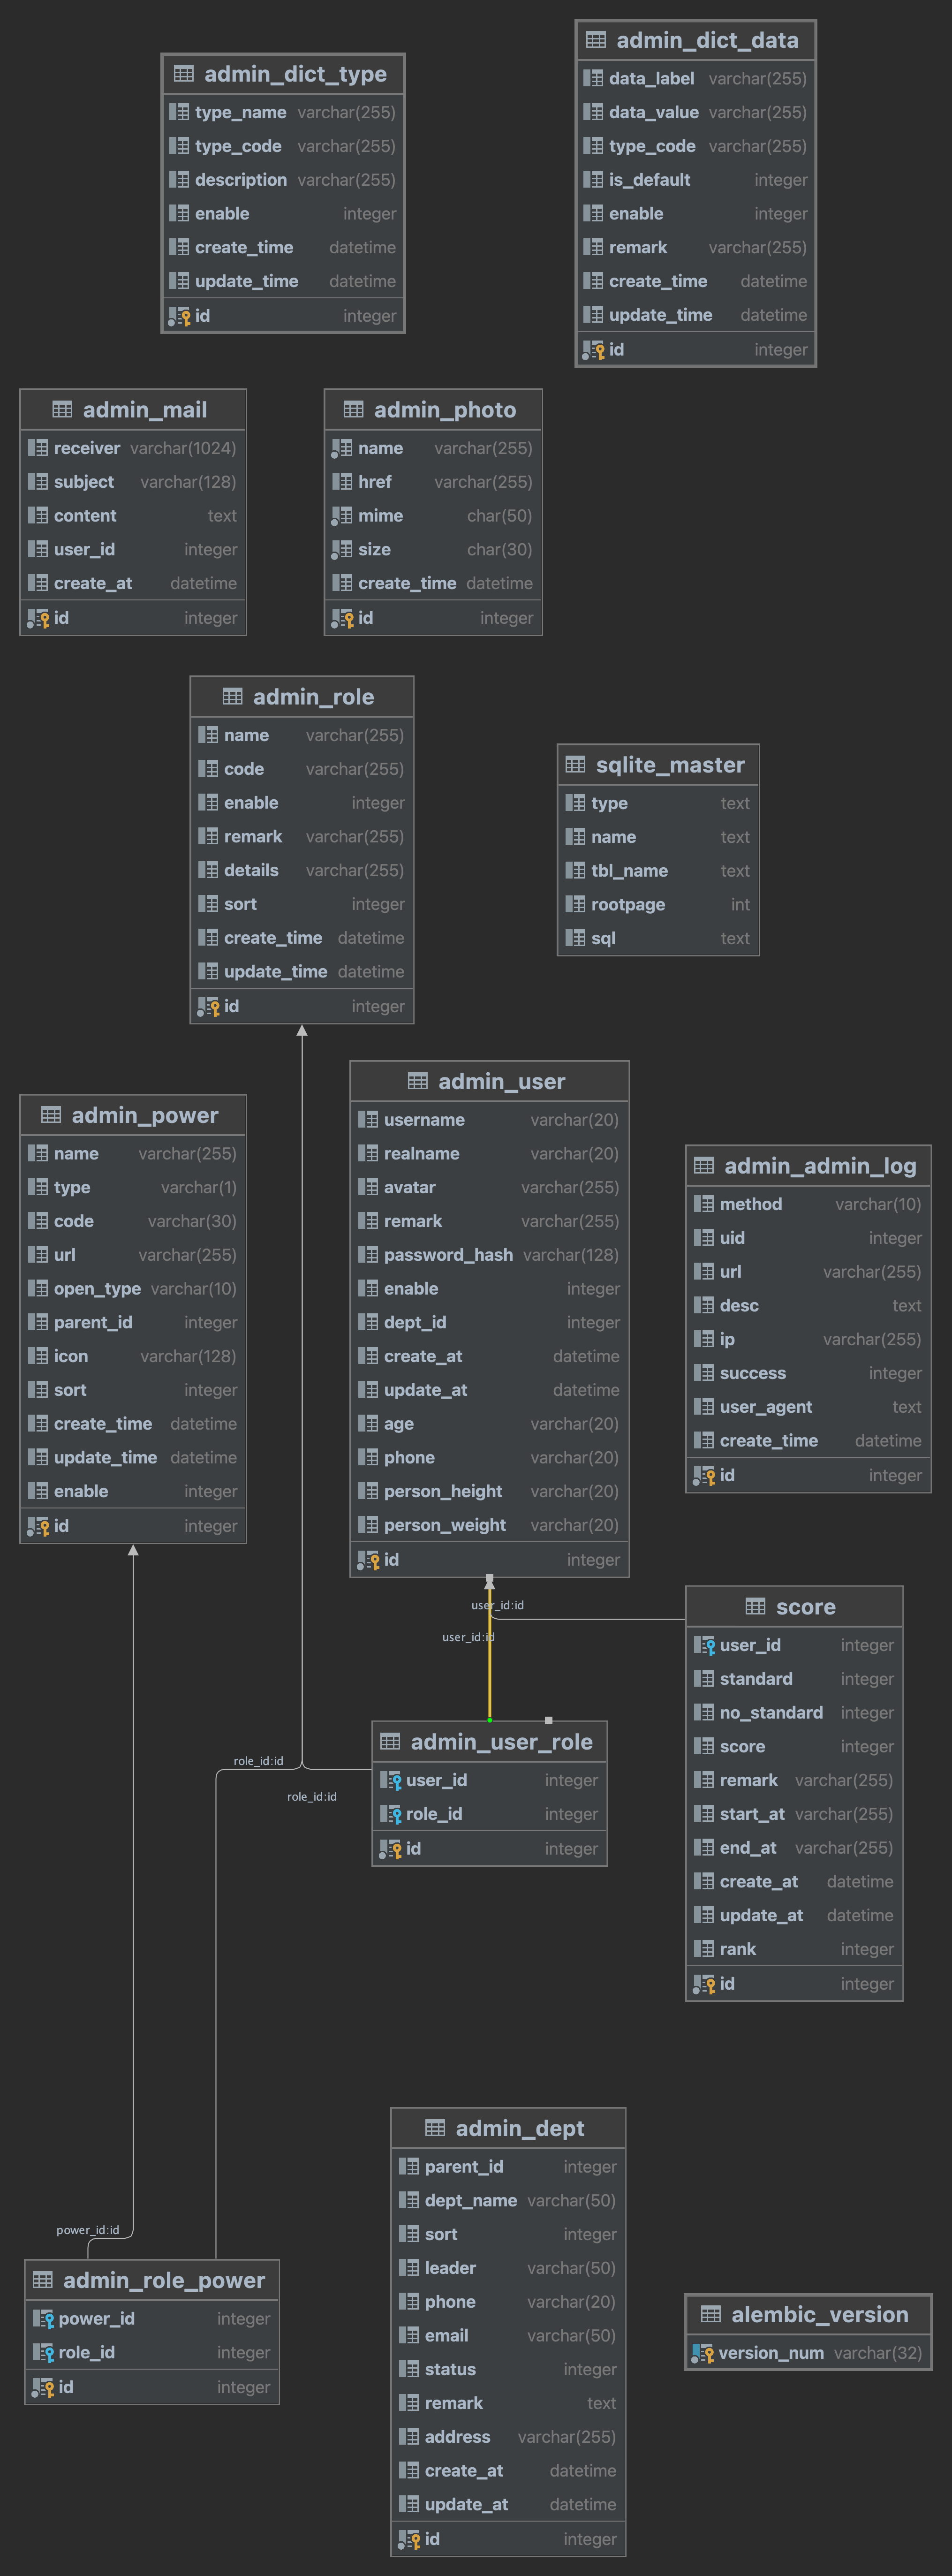 admin_dict_type
type_name varchar(255)
type_code varchar(255)
description varchar(255)
enable integer
create_time datetime
update_time datetime
id integer
admin_dict_data
data_label varchar(255)
data_value varchar(255)
type_code varchar(255)
is_default integer
enable integer
remark varchar(255)
create_time datetime
update_time datetime
id integer
admin_mail
receiver varchar(1024)
subject varchar(128)
content text
user_id integer
create_at datetime
id integer
admin_photo
name varchar(255)
href varchar(255)
mime char(50)
size char(30)
create_time datetime
id integer
admin_role
name varchar(255)
code varchar(255)
enable integer
remark varchar(255)
details varchar(255)
sort integer
create_time datetime
update_time datetime
id integer
sqlite_master
type text
name text
tbl_name text
rootpage int
sql text
admin_power
name varchar(255)
type varchar(1)
code varchar(30)
url varchar(255)
open_type varchar(10)
parent_id integer
icon varchar(128)
sort integer
create_time datetime
update_time datetime
enable integer
id integer
admin_user
username varchar(20)
realname varchar(20)
avatar varchar(255)
remark varchar(255)
password_hash varchar(128)
enable integer
dept_id integer
create_at datetime
update_at datetime
age varchar(20)
phone varchar(20)
person_height varchar(20)
person_weight varchar(20)
id integer
admin_admin_log
method varchar(10)
uid integer
url varchar(255)
desc text
ip varchar(255)
success integer
user_agent text
create_time datetime
id integer
user_id:id
user_id:id
score
user_id integer
standard integer
no_standard integer
score integer
remark varchar(255)
start_at varchar(255)
end_at varchar(255)
create_at datetime
update_at datetime
rank integer
id integer
admin_user_role
user_id integer
role_id integer
id integer
role_id:id
role_id:id
admin_dept
parent_id integer
dept_name varchar(50)
sort integer
leader varchar(50)
phone varchar(20)
email varchar(50)
status integer
remark text
address varchar(255)
create_at datetime
update_at datetime
id integer
power_id:id
admin_role_power
power_id integer
role_id integer
id integer
alembic_version
version_num varchar(32)